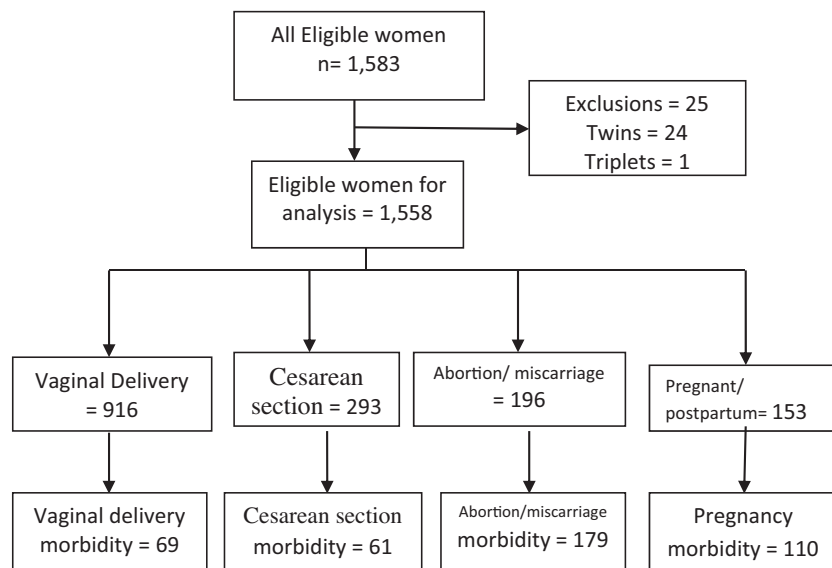 All Eligible women
n= 1,583
Exclusions = 25
Twins = 24
Triplets = 1
Eligible women for
analysis = 1,558
Vaginal Delivery
= 916
Cesarean
section = 293
Abortion/ miscarriage
= 196
Pregnant/
postpartum= 153
Vaginal delivery
morbidity = 69
Cesarean section
morbidity = 61
Abortion/miscarriage
morbidity = 179
Pregnancy
morbidity = 110